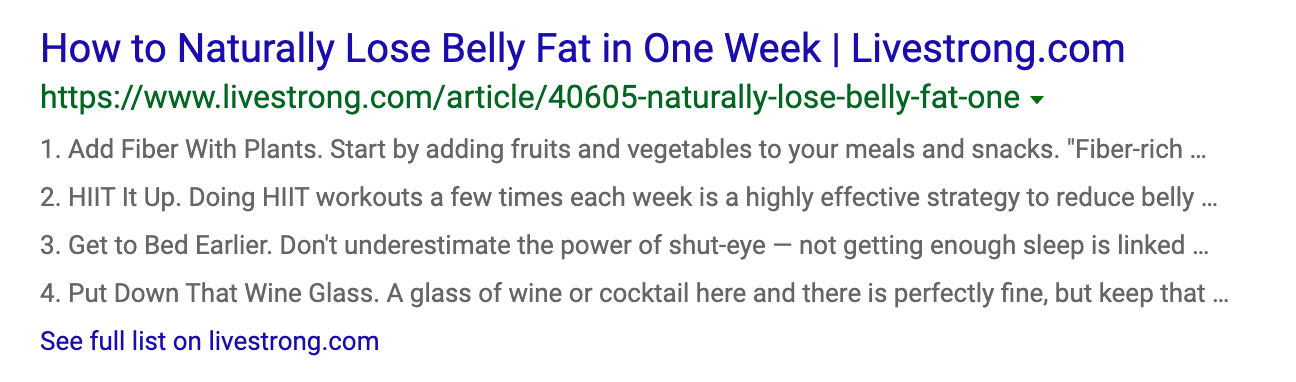 How to Naturally Lose Belly Fat in One Week | Livestrong.com
https://www.livestrong.com/article/40605-naturally-lose-belly-fat-one
1. Add Fiber With Plants. Start by adding fruits and vegetables to your meals and snacks. "Fiber-rich ...
2. HIIT It Up. Doing HIIT workouts a few times each week is a highly effective strategy to reduce belly ...
3. Get to Bed Earlier. Don't underestimate the power of shut-eye — not getting enough sleep is linked ...
4. Put Down That Wine Glass. A glass of wine or cocktail here and there is perfectly fine, but keep that ...
See full list on livestrong.com